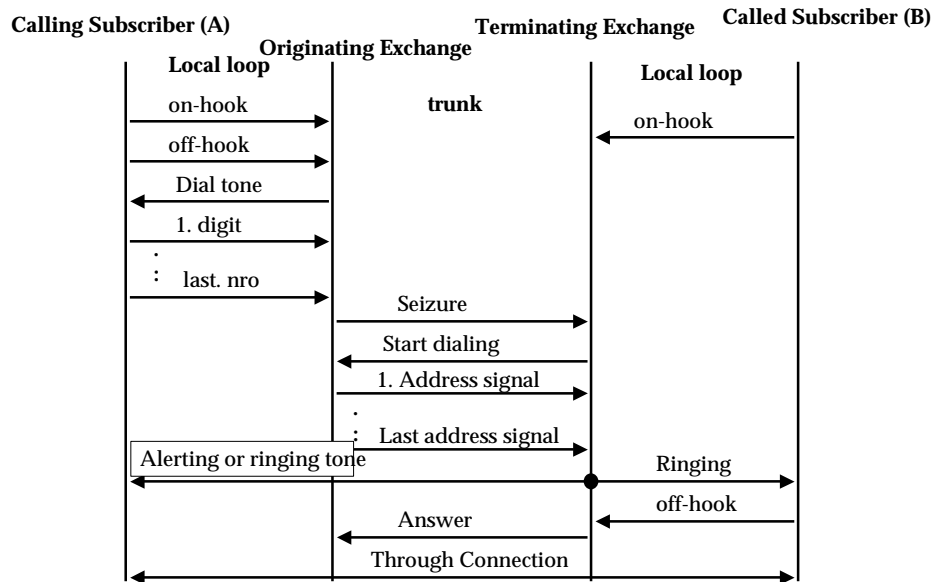 Calling Subscriber (A)
Originating Exchange
Terminating Exchange
Called Subscriber (B)
Local loop
trunk
Local loop
on-hook
on-hook
off-hook
Dial tone
1. digit
:
last. nro
Seizure
Start dialing
1. Address signal
:
Last address signal
Alerting or ringing tone
Ringing
off-hook
Answer
Through Connection